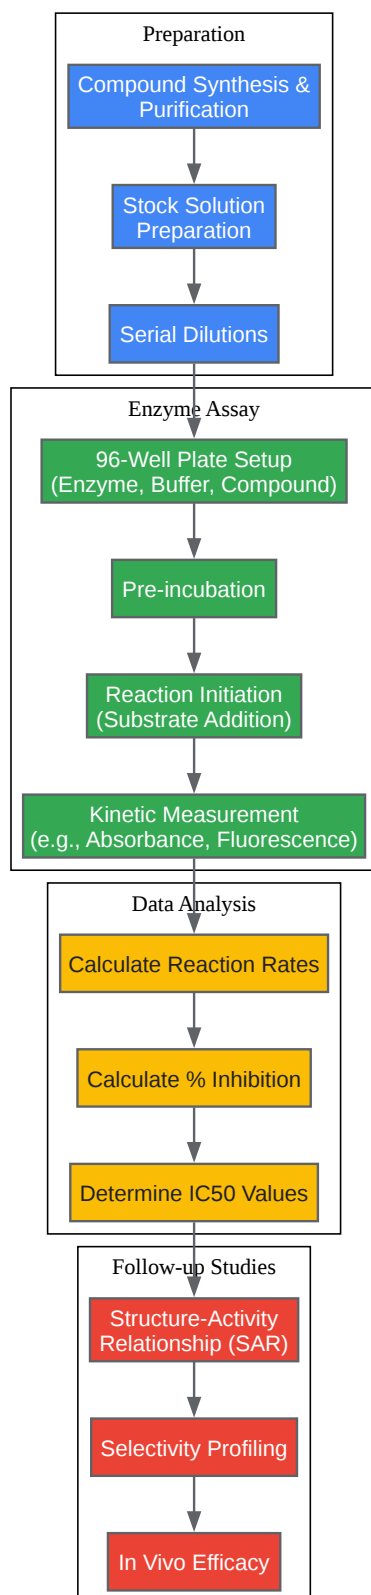 Preparation
Compound Synthesis &
Purification
Stock Solution
Preparation
Serial Dilutions
Enzyme Assay
96-Well Plate Setup
(Enzyme, Buffer, Compound)
Pre-incubation
Reaction Initiation
(Substrate Addition)
Kinetic Measurement
(e.g., Absorbance, Fluorescence)
Data Analysis
Calculate Reaction Rates
Calculate % Inhibition
Determine IC50 Values
Follow-up Studies
Structure-Activity
Relationship (SAR)
Selectivity Profiling
In Vivo Efficacy